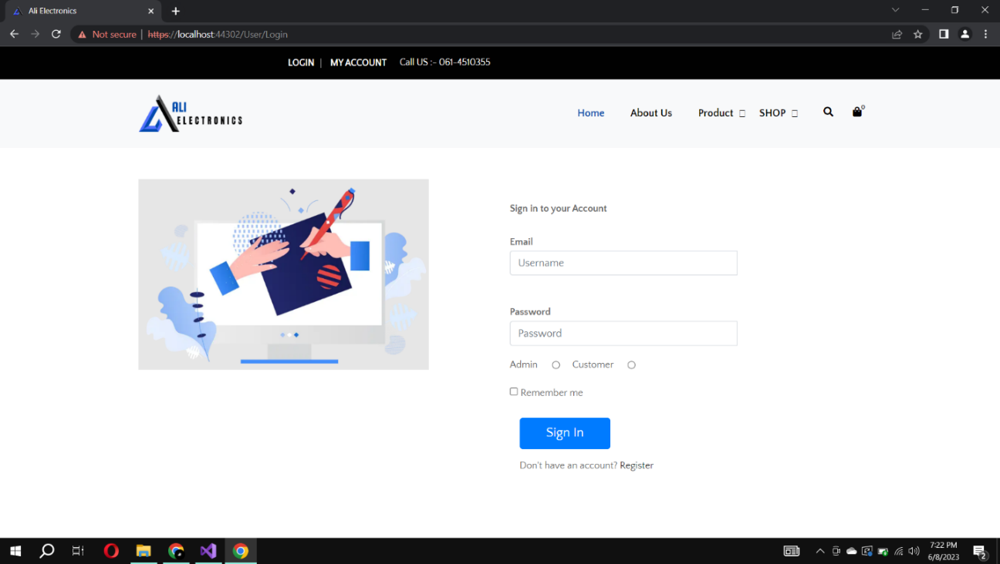 Ali Electronics
Not secure | https://localhost:44302/User/Login
LOGIN | MY ACCOUNT Call US :- 061-4510355
ALI
ELECTRONICS
Home About Us Product SHOP 0
Sign in to your Account
Email
Username
Password
Password
Admin Customer
Remember me
Sign In
Don't have an account? Register
7:22 PM
6/8/2023
2